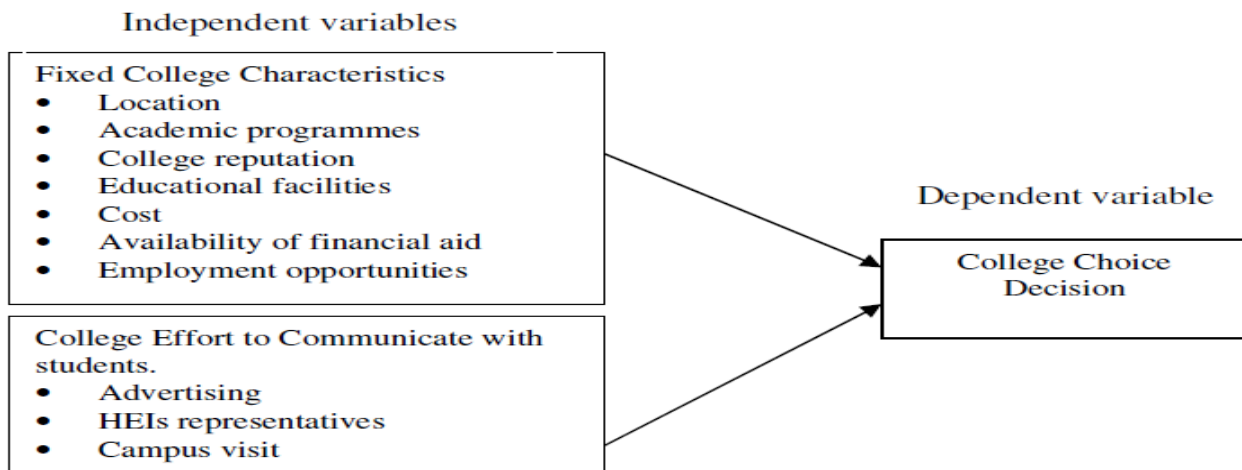 Independent variables
Fixed College Characteristics
• Location
• Academic programmes
• College reputation
• Educational facilities
• Cost
• Availability of financial aid
• Employment opportunities
Dependent variable
College Choice
Decision
College Effort to Communicate with
students.
• Advertising
• HEIs representatives
• Campus visit